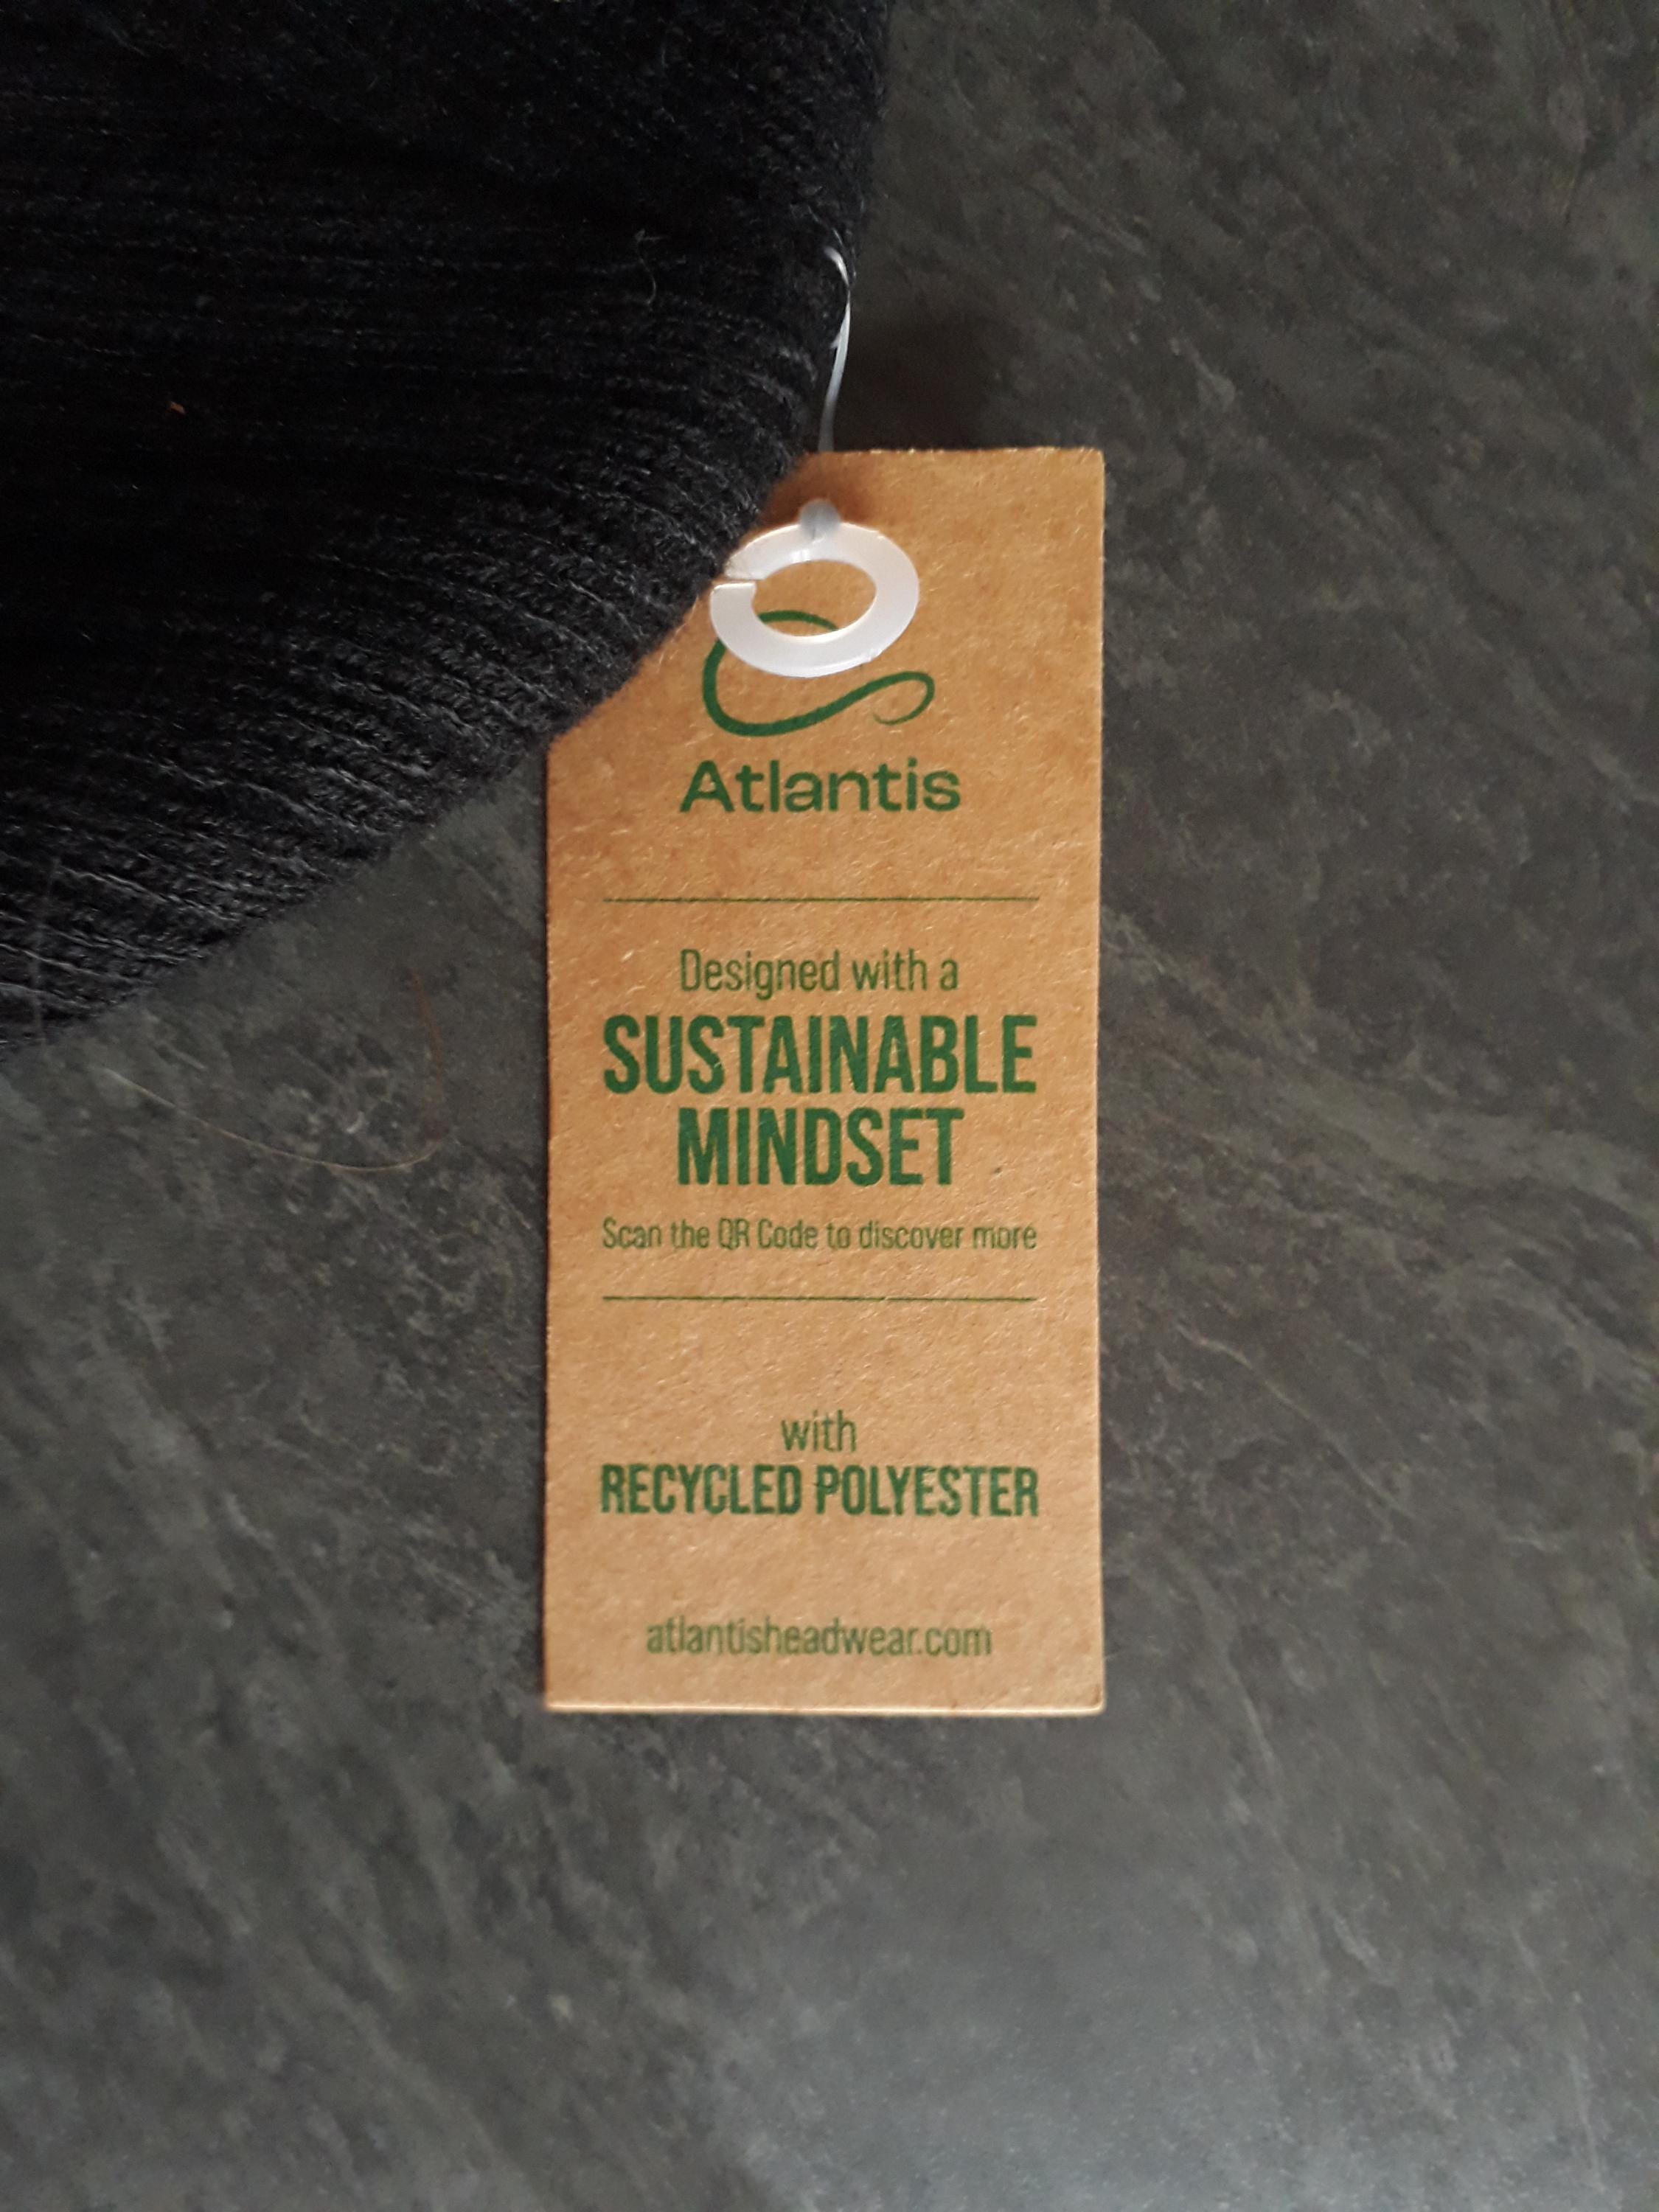 Atlantis
Designed with a
SUSTAINABLE
MINDSET
Scan the QR Code to discover more
with
RECYCLED POLYESTER
atlantisheadwear.com